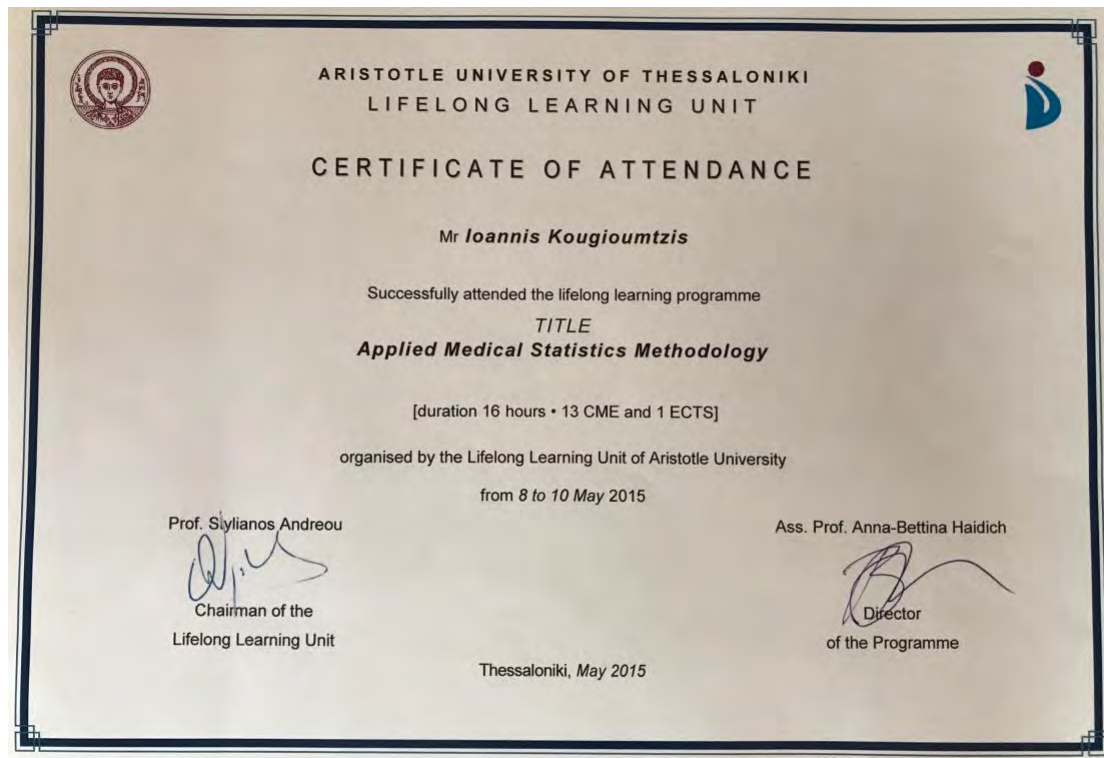 ARISTOTLE UNIVERSITY OF THESSALONIKI
LIFELONG LEARNING UNIT
CERTIFICATE OF ATTENDANCE
Mr Ioannis Kougioumtzis
Successfully attended the lifelong learning programme
TITLE
Applied Medical Statistics Methodology
[duration 16 hours • 13 CME and 1 ECTS]
organised by the Lifelong Learning Unit of Aristotle University
from 8 to 10 May 2015
Prof. Stylianos Andreou
Chairman of the
Lifelong Learning Unit
Ass. Prof. Anna-Bettina Haidich
Director
of the Programme
Thessaloniki, May 2015